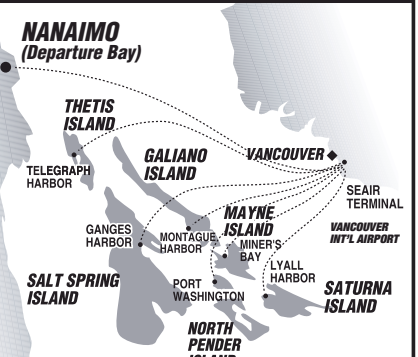 NANAIMO
(Departure Bay)
THETIS
ISLAND
TELEGRAPH
HARBOR
GALIANO
ISLAND
VANCOUVER
SEAIR
TERMINAL
VANCOUVER
INT'L AIRPORT
GANGES
HARBOR
MONTAGUE
HARBOR
MAYNE
ISLAND
MINER'S
BAY
LYALL
HARBOR
SALT SPRING
ISLAND
PORT
WASHINGTON
SATURNA
ISLAND
NORTH
PENDER
ISLAND